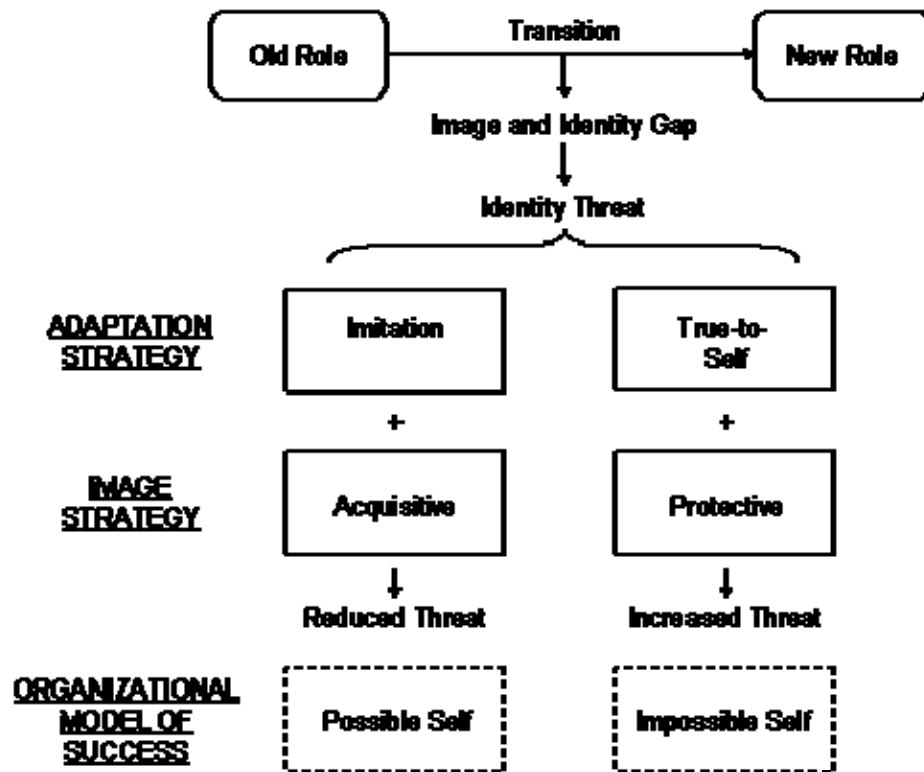 Transition
Old Role
New Role
Image and Identity Gap
Identity Threat
ADAPTATION
STRATEGY
Imitation
True-to-
Self
+
+
IMAGE
STRATEGY
Acquisitive
Protective
Reduced Threat
Increased Threat
ORGANIZATIONAL
MODEL OF
SUCCESS
Possible Self
Impossible Self